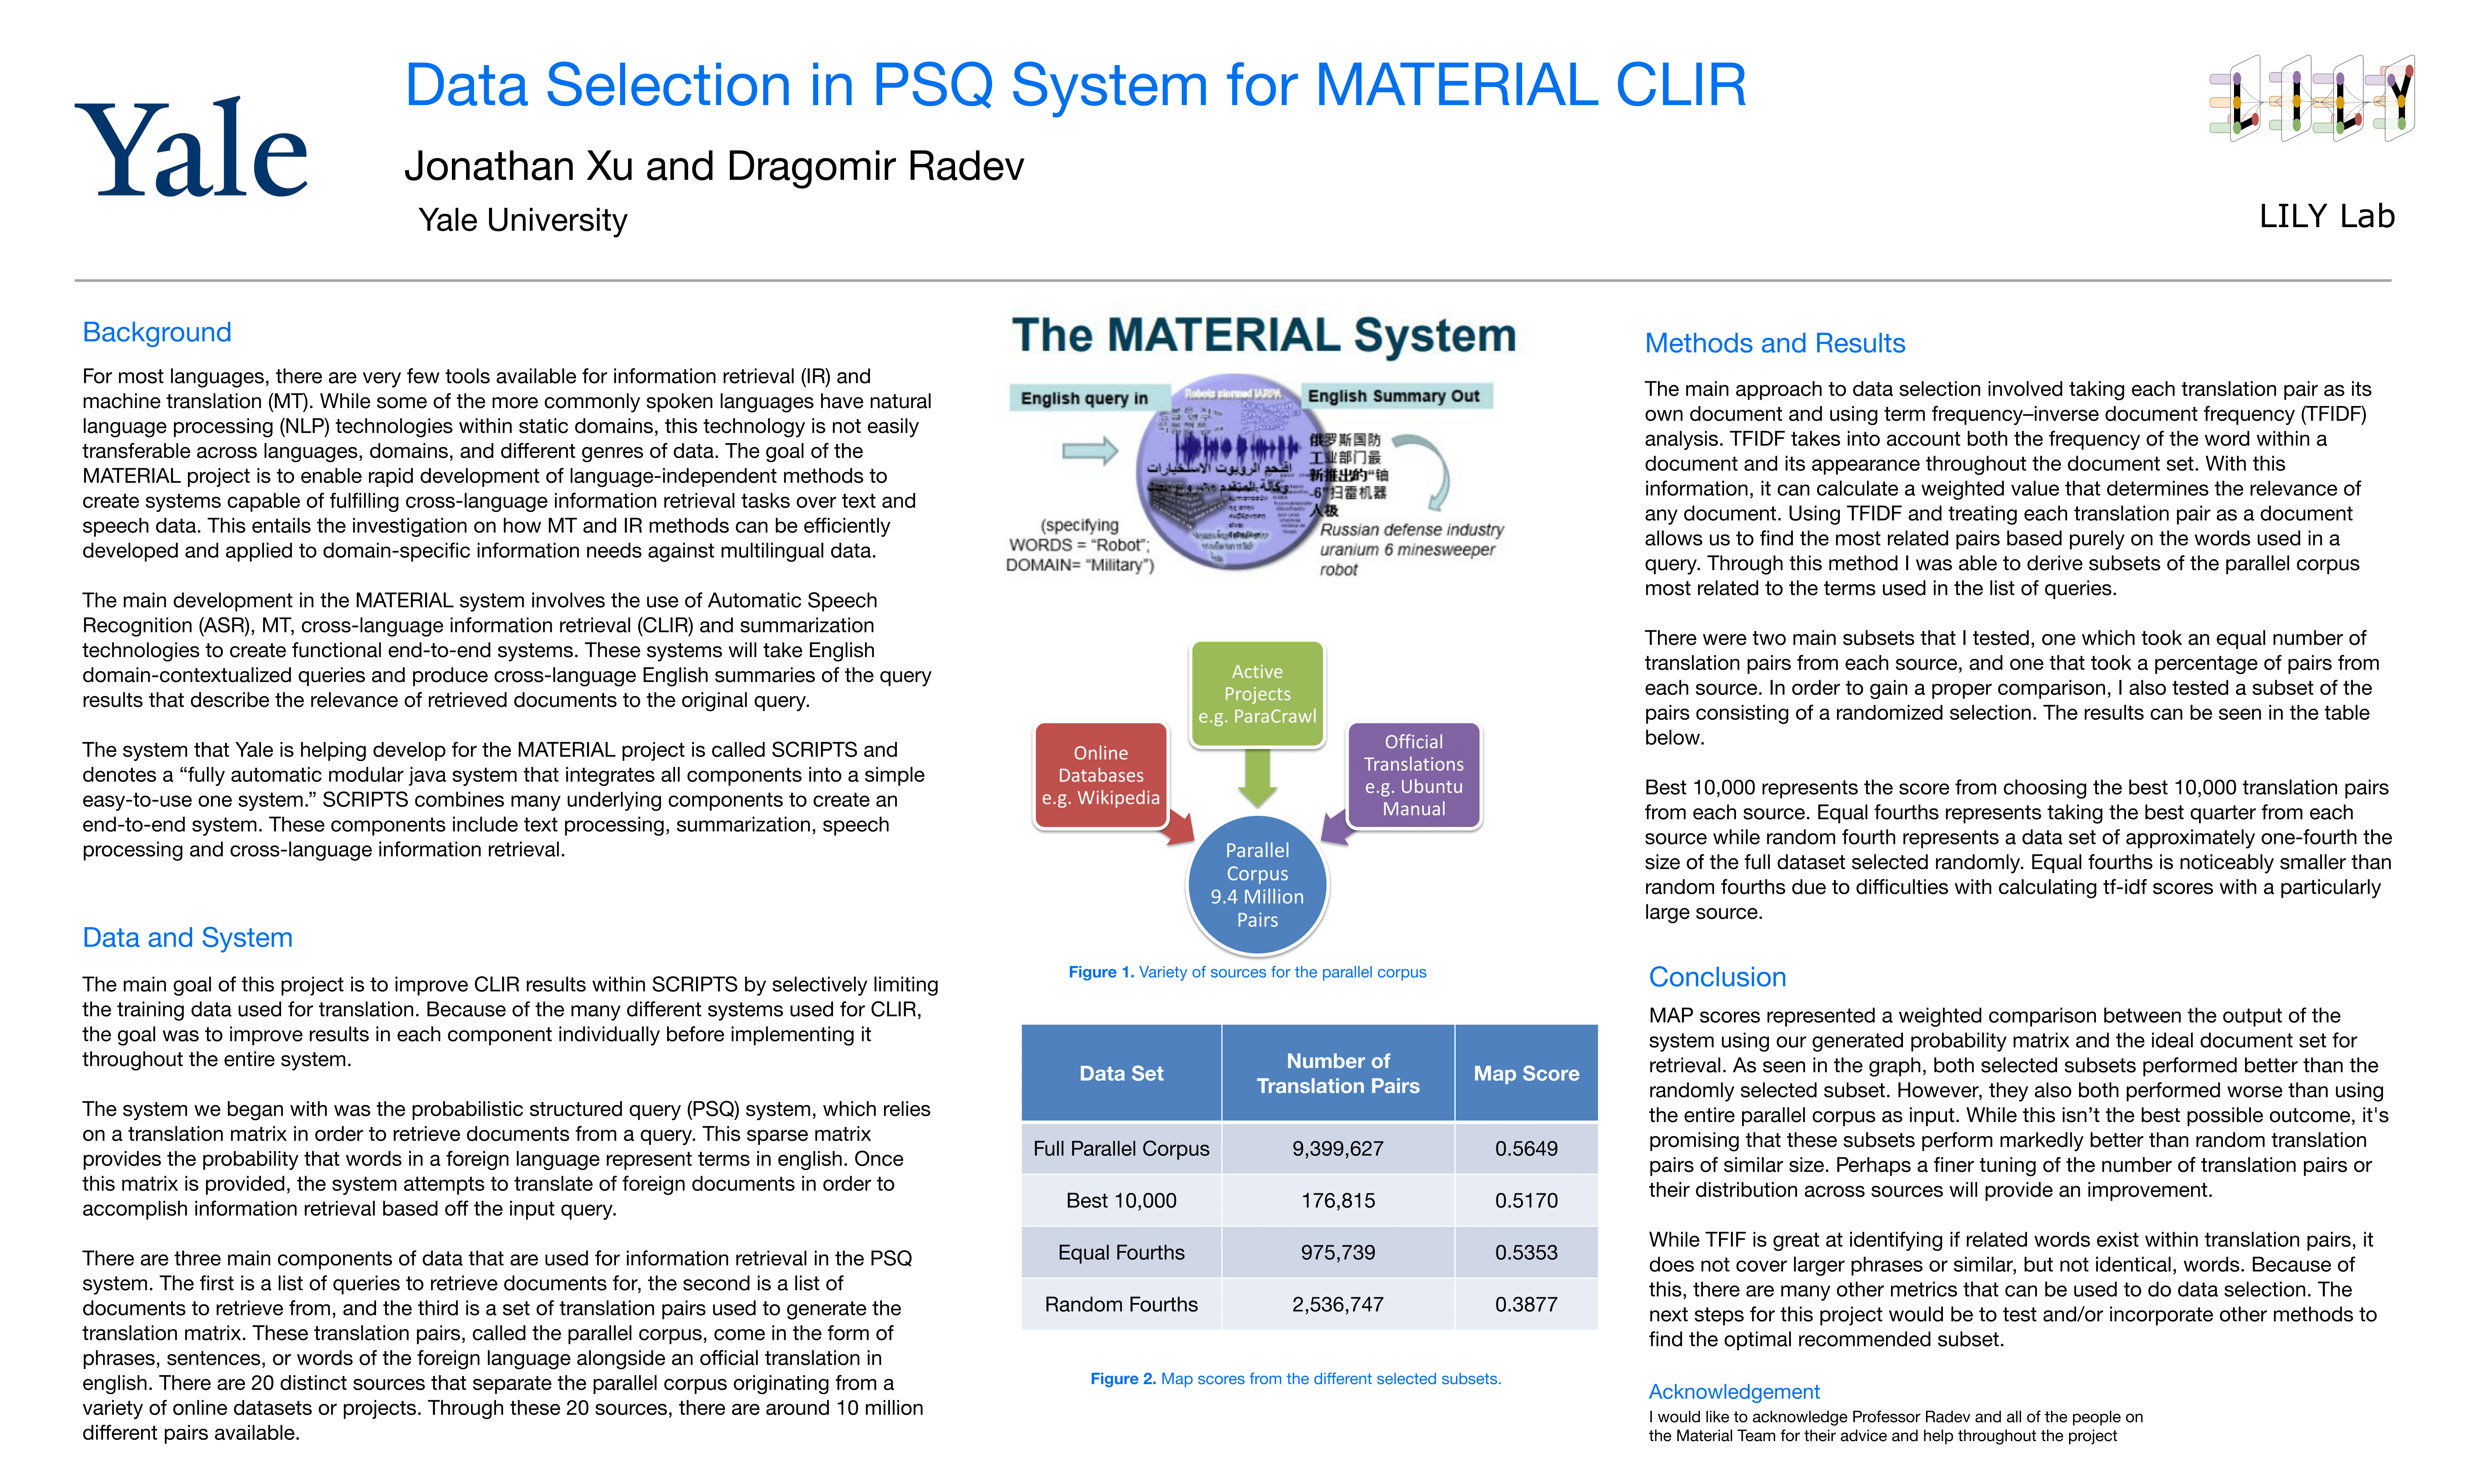 Yale
Data Selection in PSQ System for MATERIAL CLIR
Jonathan Xu and Dragomir Radev
Yale University
LILY
LILY Lab
Background
For most languages, there are very few tools available for information retrieval (IR) and
machine translation (MT). While some of the more commonly spoken languages have natural
language processing (NLP) technologies within static domains, this technology is not easily
transferable across languages, domains, and different genres of data. The goal of the
MATERIAL project is to enable rapid development of language-independent methods to
create systems capable of fulfilling cross-language information retrieval tasks over text and
speech data. This entails the investigation on how MT and IR methods can be efficiently
developed and applied to domain-specific information needs against multilingual data.
The main development in the MATERIAL system involves the use of Automatic Speech
Recognition (ASR), MT, cross-language information retrieval (CLIR) and summarization
technologies to create functional end-to-end systems. These systems will take English
domain-contextualized queries and produce cross-language English summaries of the query
results that describe the relevance of retrieved documents to the original query.
The system that Yale is helping develop for the MATERIAL project is called SCRIPTS and
denotes a “fully automatic modular java system that integrates all components into a simple
easy-to-use one system.” SCRIPTS combines many underlying components to create an
end-to-end system. These components include text processing, summarization, speech
processing and cross-language information retrieval.
Data and System
The main goal of this project is to improve CLIR results within SCRIPTS by selectively limiting
the training data used for translation. Because of the many different systems used for CLIR,
the goal was to improve results in each component individually before implementing it
throughout the entire system.
The system we began with was the probabilistic structured query (PSQ) system, which relies
on a translation matrix in order to retrieve documents from a query. This sparse matrix
provides the probability that words in a foreign language represent terms in english. Once
this matrix is provided, the system attempts to translate of foreign documents in order to
accomplish information retrieval based off the input query.
There are three main components of data that are used for information retrieval in the PSQ
system. The first is a list of queries to retrieve documents for, the second is a list of
documents to retrieve from, and the third is a set of translation pairs used to generate the
translation matrix. These translation pairs, called the parallel corpus, come in the form of
phrases, sentences, or words of the foreign language alongside an official translation in
english. There are 20 distinct sources that separate the parallel corpus originating from a
variety of online datasets or projects. Through these 20 sources, there are around 10 million
different pairs available.
The MATERIAL System
English query in
English Summary Out
Robots stormed IARPA
俄罗斯国防
工业部门最
新推出的“铀
-6”扫雷机器
人极
(specifying
WORDS = “Robot”;
DOMAIN= “Military”)
Russian defense industry
uranium 6 minesweeper
robot
Active
Projects
e.g. ParaCrawl
Online
Databases
e.g. Wikipedia
Official
Translations
e.g. Ubuntu
Manual
Parallel
Corpus
9.4 Million
Pairs
Figure 1. Variety of sources for the parallel corpus
Data Set Number of Translation Pairs Map Score
Full Parallel Corpus 9,399,627 0.5649
Best 10,000 176,815 0.5170
Equal Fourths 975,739 0.5353
Random Fourths 2,536,747 0.3877
Figure 2. Map scores from the different selected subsets.
Methods and Results
The main approach to data selection involved taking each translation pair as its
own document and using term frequency–inverse document frequency (TFIDF)
analysis. TFIDF takes into account both the frequency of the word within a
document and its appearance throughout the document set. With this
information, it can calculate a weighted value that determines the relevance of
any document. Using TFIDF and treating each translation pair as a document
allows us to find the most related pairs based purely on the words used in a
query. Through this method I was able to derive subsets of the parallel corpus
most related to the terms used in the list of queries.
There were two main subsets that I tested, one which took an equal number of
translation pairs from each source, and one that took a percentage of pairs from
each source. In order to gain a proper comparison, I also tested a subset of the
pairs consisting of a randomized selection. The results can be seen in the table
below.
Best 10,000 represents the score from choosing the best 10,000 translation pairs
from each source. Equal fourths represents taking the best quarter from each
source while random fourth represents a data set of approximately one-fourth the
size of the full dataset selected randomly. Equal fourths is noticeably smaller than
random fourths due to difficulties with calculating tf-idf scores with a particularly
large source.
Conclusion
MAP scores represented a weighted comparison between the output of the
system using our generated probability matrix and the ideal document set for
retrieval. As seen in the graph, both selected subsets performed better than the
randomly selected subset. However, they also both performed worse than using
the entire parallel corpus as input. While this isn’t the best possible outcome, it's
promising that these subsets perform markedly better than random translation
pairs of similar size. Perhaps a finer tuning of the number of translation pairs or
their distribution across sources will provide an improvement.
While TFIF is great at identifying if related words exist within translation pairs, it
does not cover larger phrases or similar, but not identical, words. Because of
this, there are many other metrics that can be used to do data selection. The
next steps for this project would be to test and/or incorporate other methods to
find the optimal recommended subset.
Acknowledgement
I would like to acknowledge Professor Radev and all of the people on
the Material Team for their advice and help throughout the project